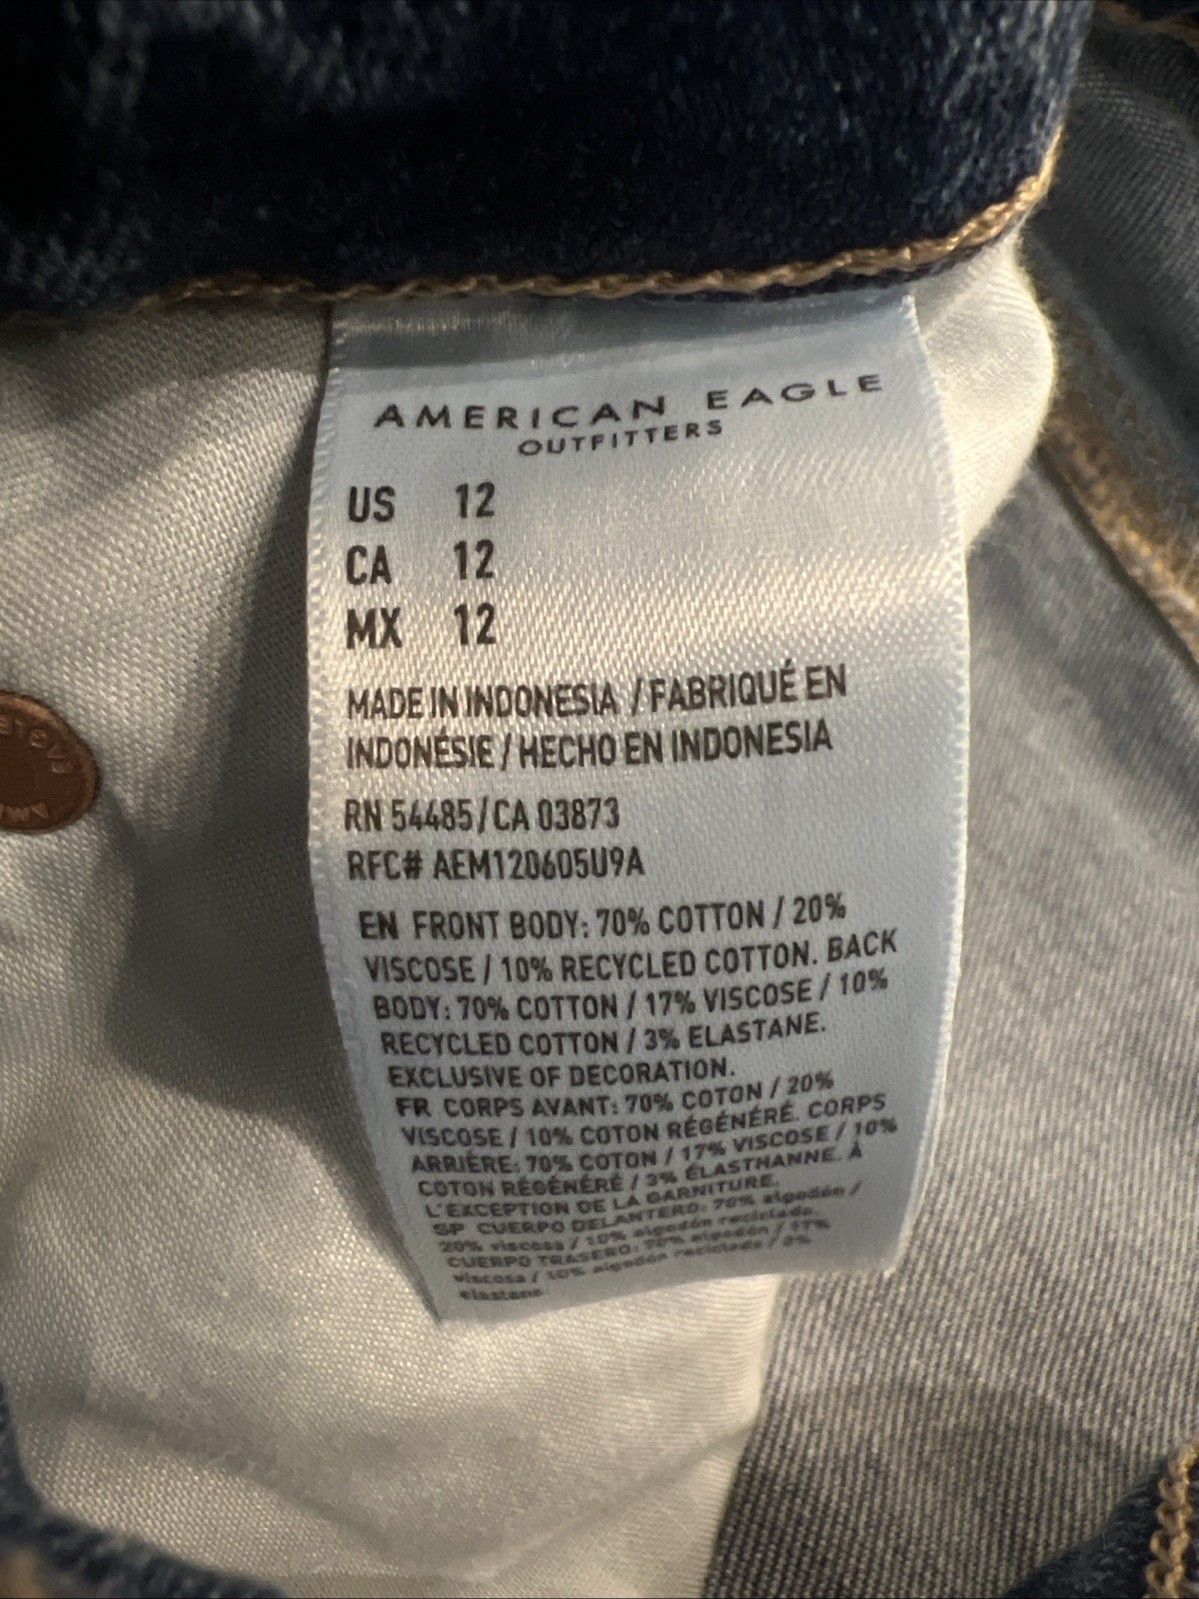 AMERICAN EAGLE
OUTFITTERS
US 12
CA 12
MX 12
MADE IN INDONESIA / FABRIQUÉ EN
INDONÉSIE / HECHO EN INDONESIA
RN 54485/CA 03873
RFC# AEM120605U9A
EN FRONT BODY: 70% COTTON / 20%
VISCOSE / 10% RECYCLED COTTON. BACK
BODY: 70% COTTON / 17% VISCOSE / 10%
RECYCLED COTTON / 3% ELASTANE.
EXCLUSIVE OF DECORATION.
FR CORPS AVANT: 70% COTON / 20%
VISCOSE / 10% COTON RÉGÉNÉRÉ. CORPS
ARRIÉRE: 70% COTON / 17% VISCOSE / 10%
COTON RÉGÉNÉRÉ / 3% ÉLASTHANNE. À
L'EXCEPTION DE LA GARNITURE.
SP CUERPO DELANTERO: 70% algodón /
20% viscosa / 10% algodón reciclado.
CUERPO TRASERO: 70% algodón / 17%
viscosa / 10% algodón reciclado / 3%
elastano.